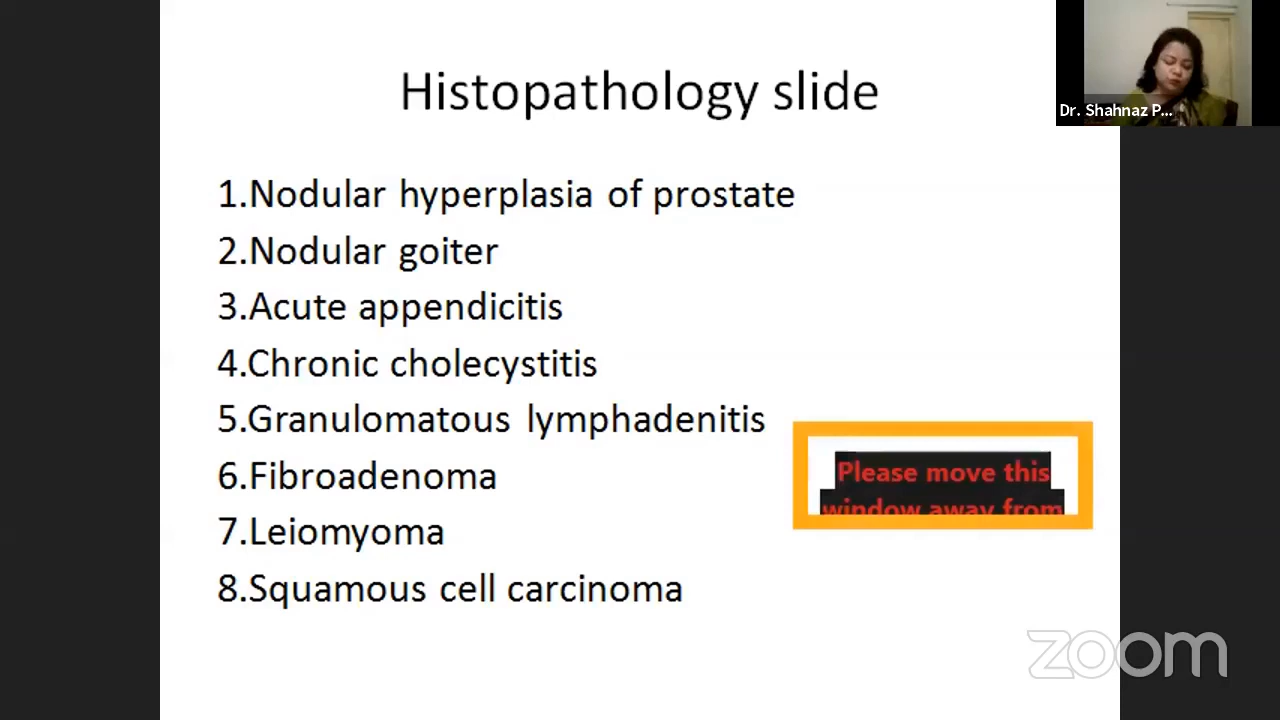 Histopathology slide
Dr. Shahnaz P...
1.Nodular hyperplasia of prostate
2.Nodular goiter
3.Acute appendicitis
4.Chronic cholecystitis
5.Granulomatous lymphadenitis
6.Fibroadenoma
7.Leiomyoma
8.Squamous cell carcinoma
Please move this
window away from
zoom